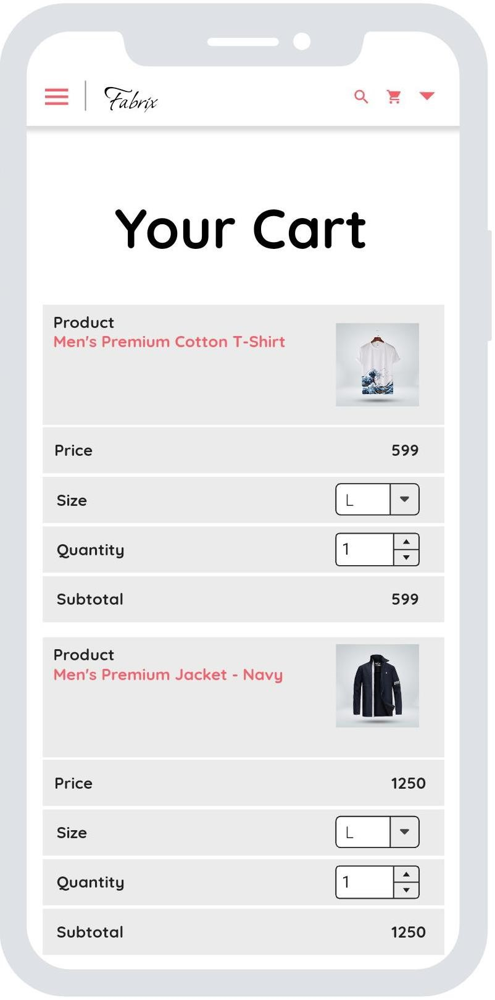 Fabrix
Your Cart
Product
Men's Premium Cotton T-Shirt
Price 599
Size L
Quantity 1
Subtotal 599
Product
Men's Premium Jacket - Navy
Price 1250
Size L
Quantity 1
Subtotal 1250